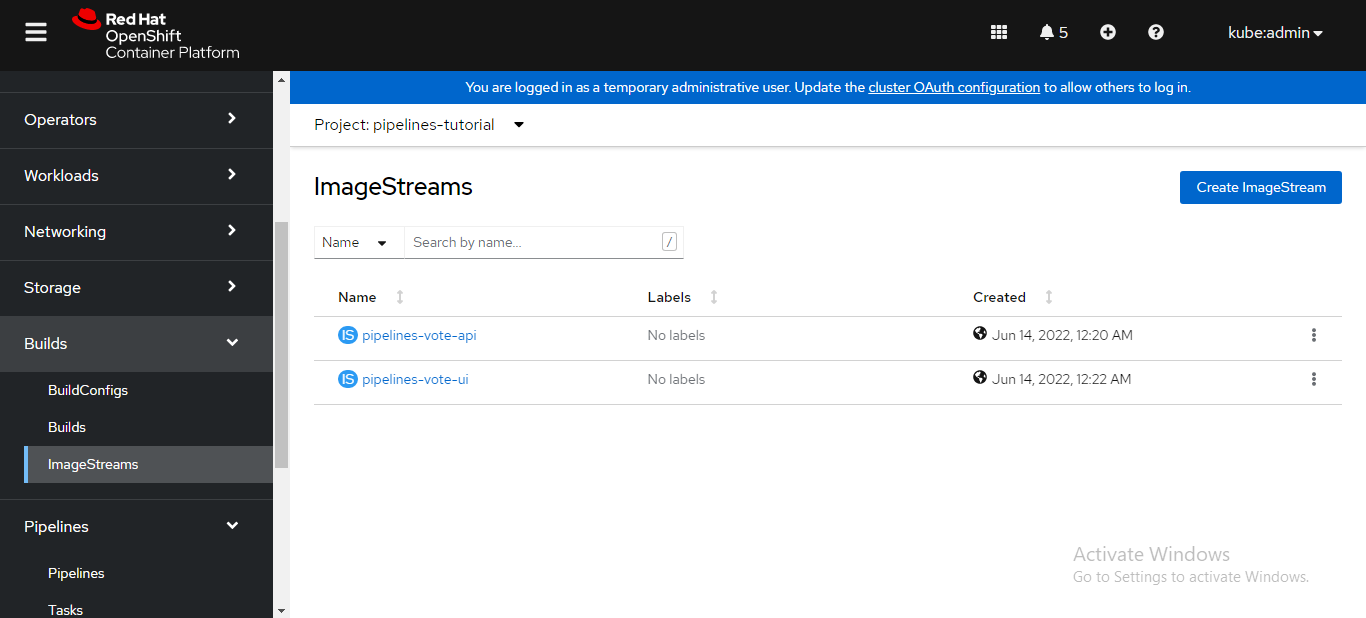 Red Hat
OpenShift
Container Platform
5
kube:admin
You are logged in as a temporary administrative user. Update the cluster OAuth configuration to allow others to log in.
Operators
Workloads
Networking
Storage
Builds
BuildConfigs
Builds
ImageStreams
Pipelines
Pipelines
Tasks
Project: pipelines-tutorial
ImageStreams
Create ImageStream
Name
Search by name...
/
Name Labels Created
IS pipelines-vote-api No labels Jun 14, 2022, 12:20 AM
IS pipelines-vote-ui No labels Jun 14, 2022, 12:22 AM
Activate Windows
Go to Settings to activate Windows.